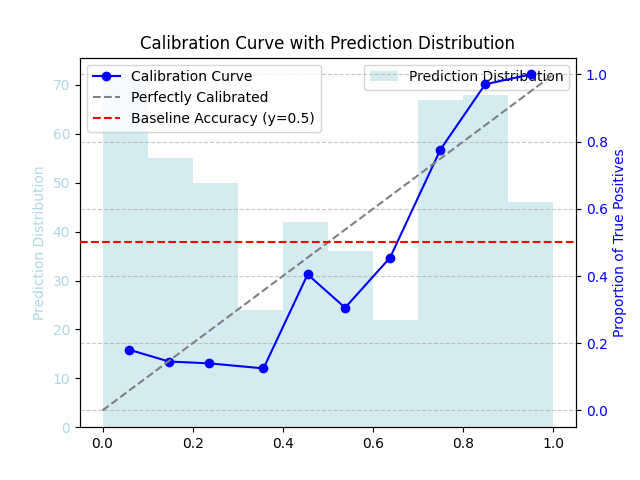 Calibration Curve with Prediction Distribution
Calibration Curve
Perfectly Calibrated
Baseline Accuracy (y=0.5)
Prediction Distribution
Prediction Distribution
70
60
50
40
30
20
10
0
0.0 0.2 0.4 0.6 0.8 1.0
1.0
0.8
0.6
0.4
0.2
0.0
Proportion of True Positives